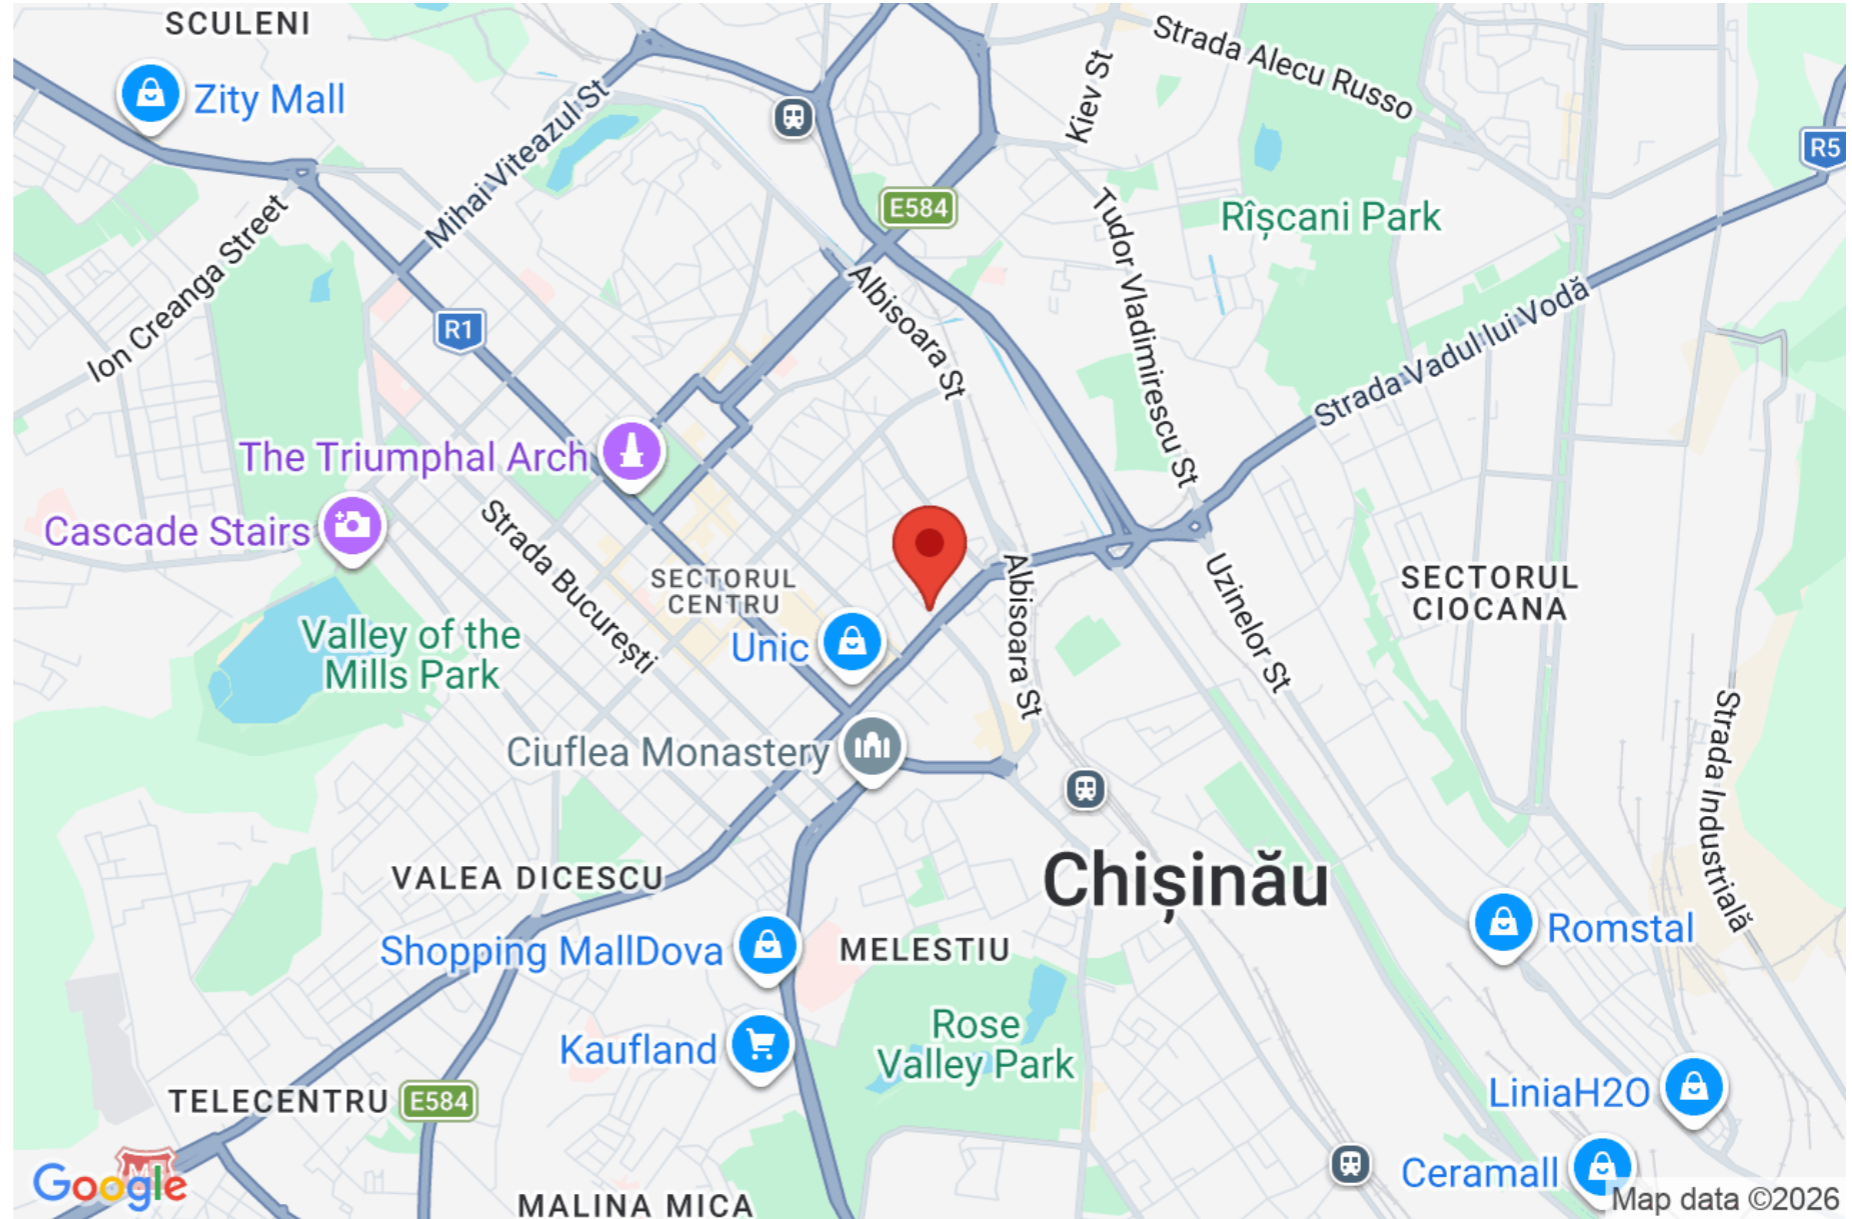 SCULENI
Zity Mall
Mihai Viteazul St
Ion Creanga Street
R1
E584
Kiev St
Strada Alecu Russo
R5
Rîșcani Park
Tudor Vladimirescu St
Albisoara St
Strada Vadul lui Vodă
The Triumphal Arch
Cascade Stairs
Strada București
SECTORUL
CENTRU
Unic
Valley of the
Mills Park
Albisoara St
Uzinelor St
SECTORUL
CIOCANA
Ciuflea Monastery
Strada Industrială
VALEA DICESCU
Chișinău
Shopping MallDova
MELESTIU
Romstal
Kaufland
Rose
Valley Park
TELECENTRU
E584
LiniaH2O
Ceramall
MALINA MICA
Google
Map data ©2026